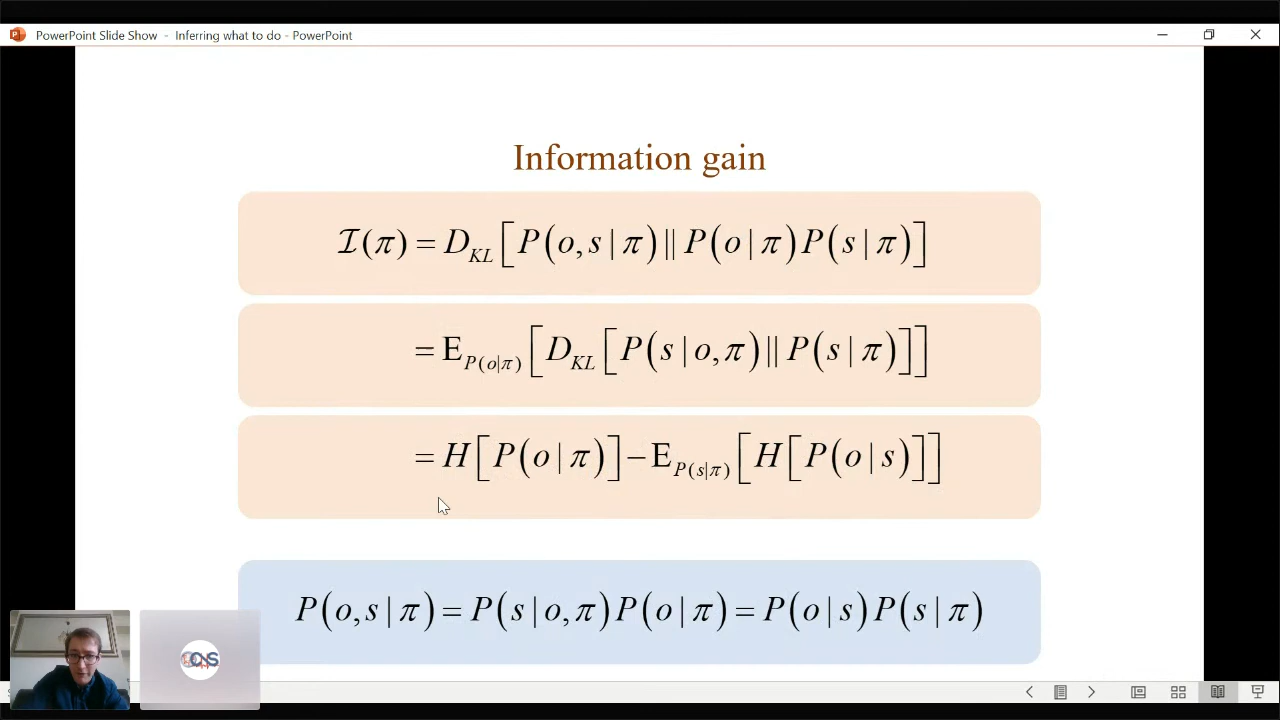 PowerPoint Slide Show - Inferring what to do - PowerPoint
Information gain
ℐ(π) = D_KL[P(o, s | π) || P(o | π)P(s | π)]
= E_P(o|π)[D_KL[P(s | o, π) || P(s | π)]]
= H[P(o | π)] − E_P(s|π)[H[P(o | s)]]
P(o, s | π) = P(s | o, π)P(o | π) = P(o | s)P(s | π)